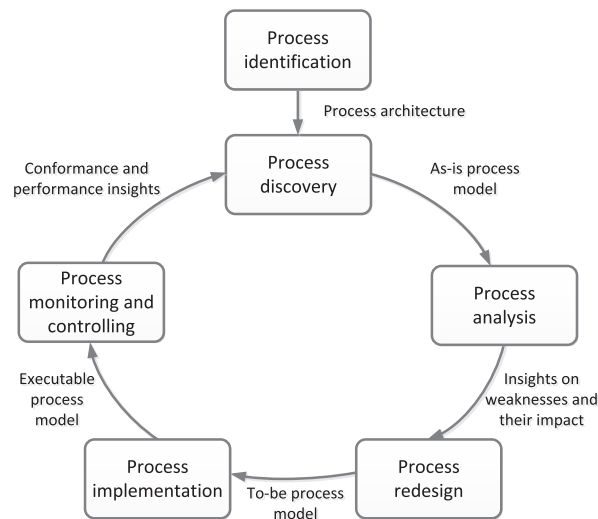 Process
identification
Process architecture
Process
discovery
As-is process
model
Process
analysis
Insights on
weaknesses and
their impact
Process
redesign
To-be process
model
Process
implementation
Executable
process
model
Process
monitoring and
controlling
Conformance and
performance insights